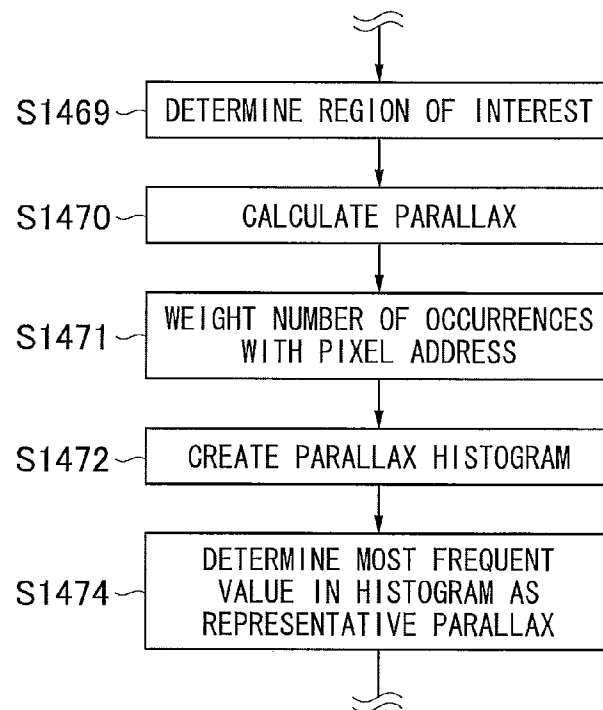 S1469 DETERMINE REGION OF INTEREST
S1470 CALCULATE PARALLAX
S1471 WEIGHT NUMBER OF OCCURRENCES
WITH PIXEL ADDRESS
S1472 CREATE PARALLAX HISTOGRAM
S1474 DETERMINE MOST FREQUENT
VALUE IN HISTOGRAM AS
REPRESENTATIVE PARALLAX